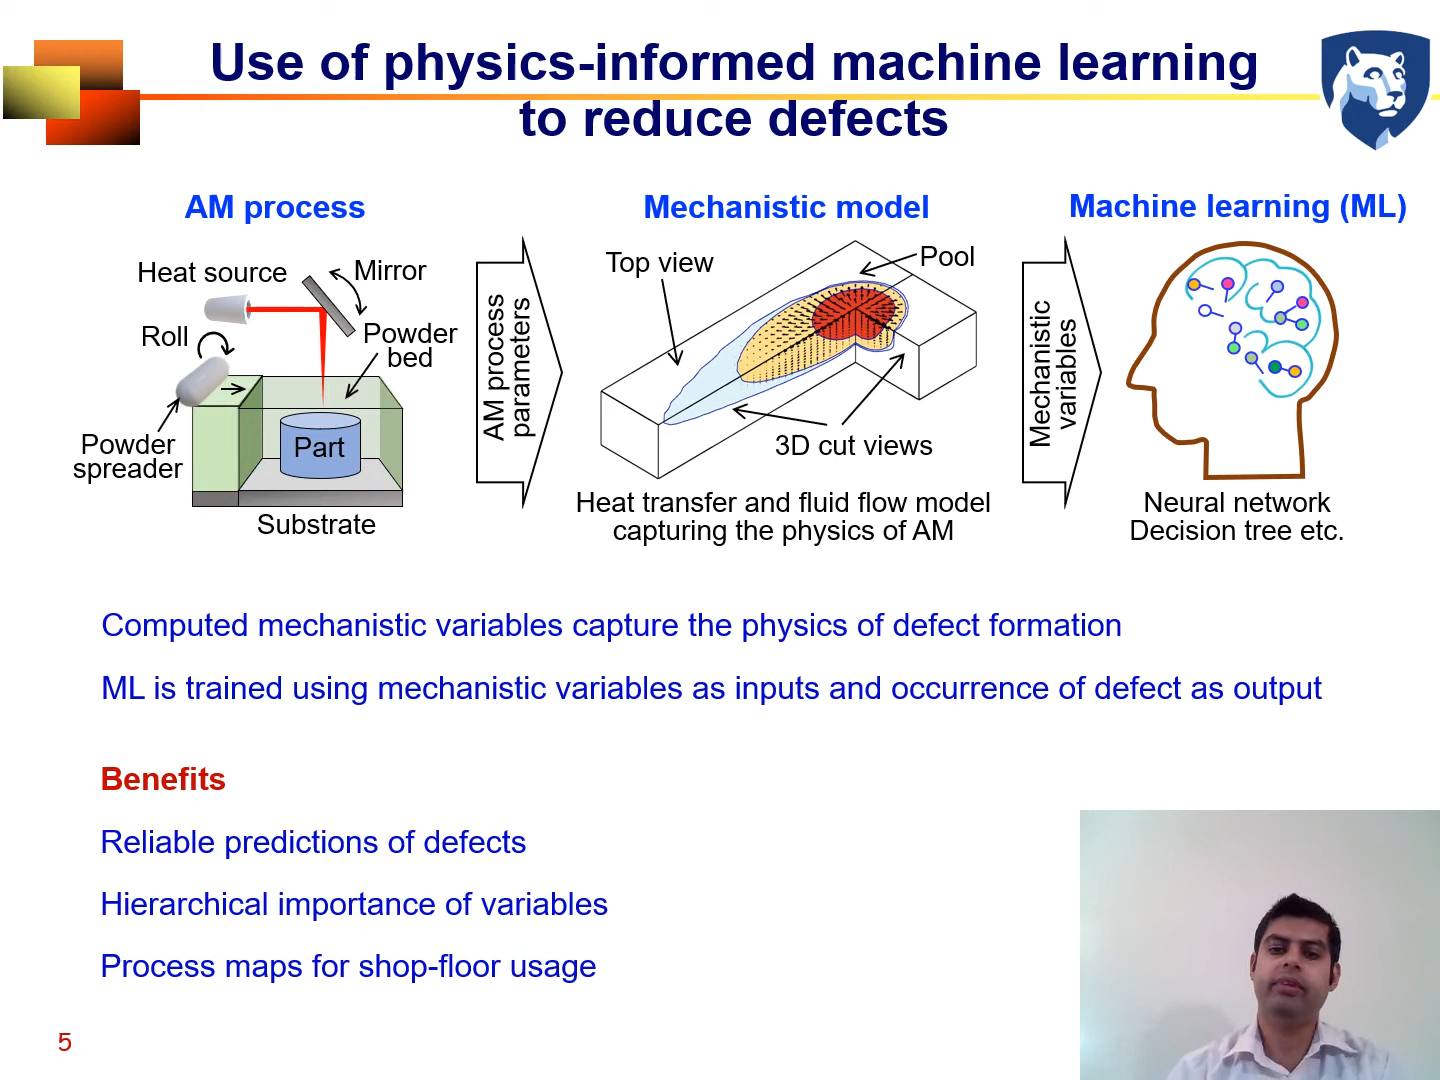 Use of physics-informed machine learning
to reduce defects
AM process
Heat source
Mirror
Roll
Powder
bed
Powder
spreader
Part
Substrate
AM process
parameters
Mechanistic model
Top view
Pool
3D cut views
Heat transfer and fluid flow model
capturing the physics of AM
Mechanistic
variables
Machine learning (ML)
Neural network
Decision tree etc.
Computed mechanistic variables capture the physics of defect formation
ML is trained using mechanistic variables as inputs and occurrence of defect as output
Benefits
Reliable predictions of defects
Hierarchical importance of variables
Process maps for shop-floor usage
5